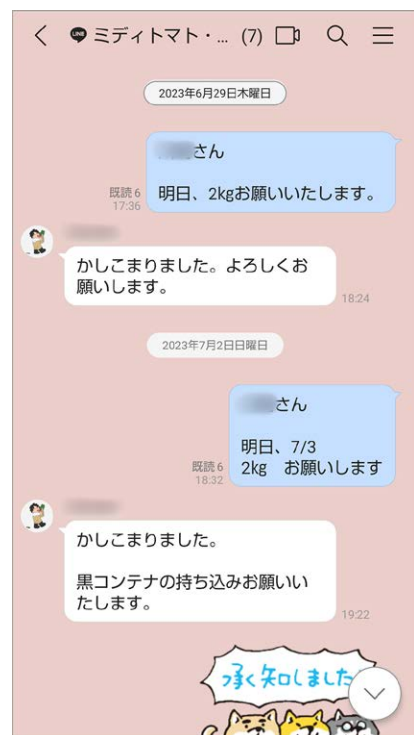 ミディトマト・... (7)
2023年6月29日木曜日
さん
明日、2kgお願いいたします。
既読 6
17:36
かしこまりました。よろしくお
願いします。
18:24
2023年7月2日日曜日
さん
明日、7/3
2kg お願いします
既読 6
18:32
かしこまりました。
黒コンテナの持ち込みお願いい
たします。
19:22
承く知しました